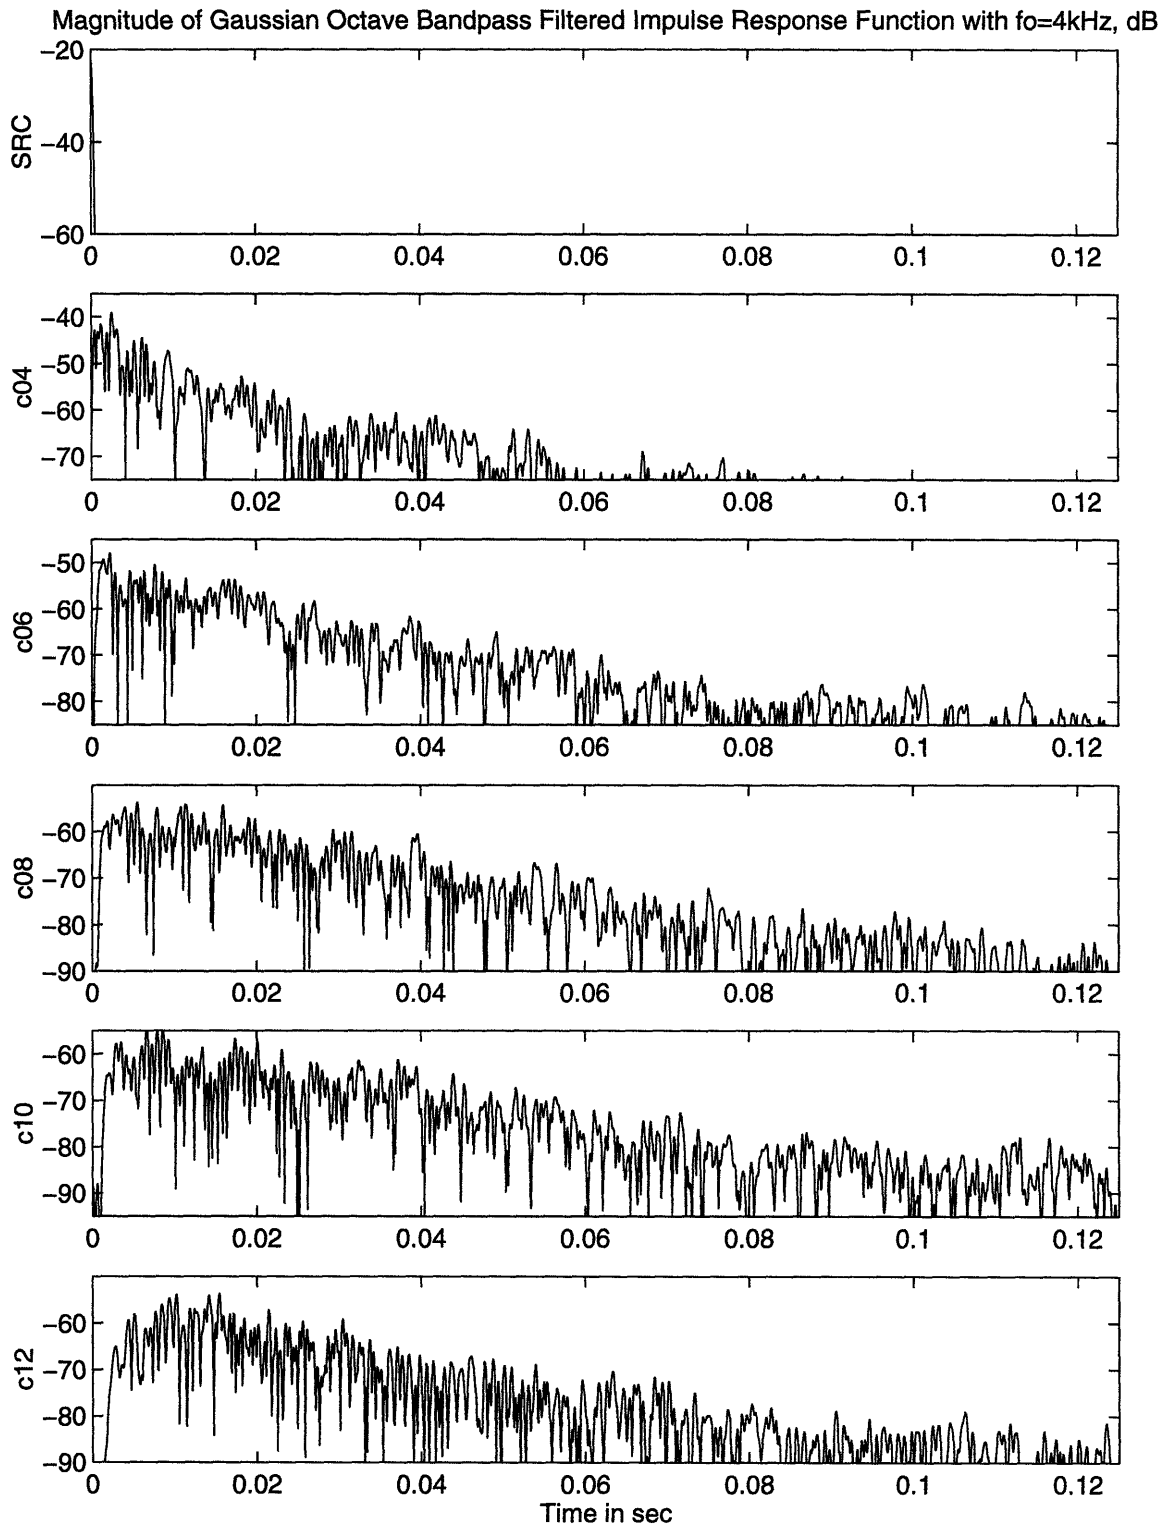 Magnitude of Gaussian Octave Bandpass Filtered Impulse Response Function with fo=4kHz, dB
−20
−40
−60
SRC
0 0.02 0.04 0.06 0.08 0.1 0.12
−40
−50
−60
−70
c04
0 0.02 0.04 0.06 0.08 0.1 0.12
−50
−60
−70
−80
c06
0 0.02 0.04 0.06 0.08 0.1 0.12
−60
−70
−80
−90
c08
0 0.02 0.04 0.06 0.08 0.1 0.12
−60
−70
−80
−90
c10
0 0.02 0.04 0.06 0.08 0.1 0.12
−60
−70
−80
−90
c12
0 0.02 0.04 0.06 0.08 0.1 0.12
Time in sec